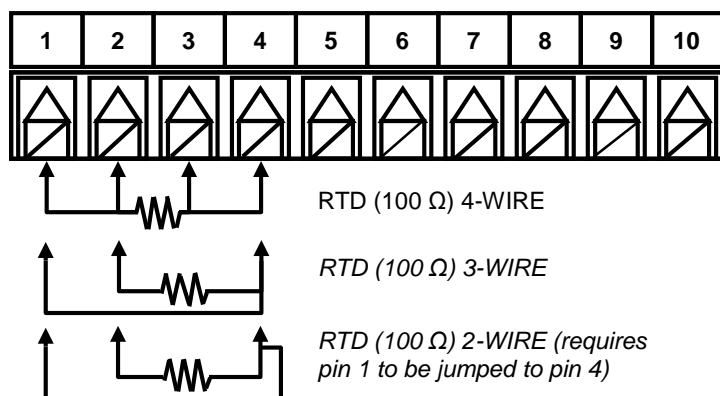 1 2 3 4 5 6 7 8 9 10
RTD (100 Ω) 4-WIRE
RTD (100 Ω) 3-WIRE
RTD (100 Ω) 2-WIRE (requires
pin 1 to be jumped to pin 4)